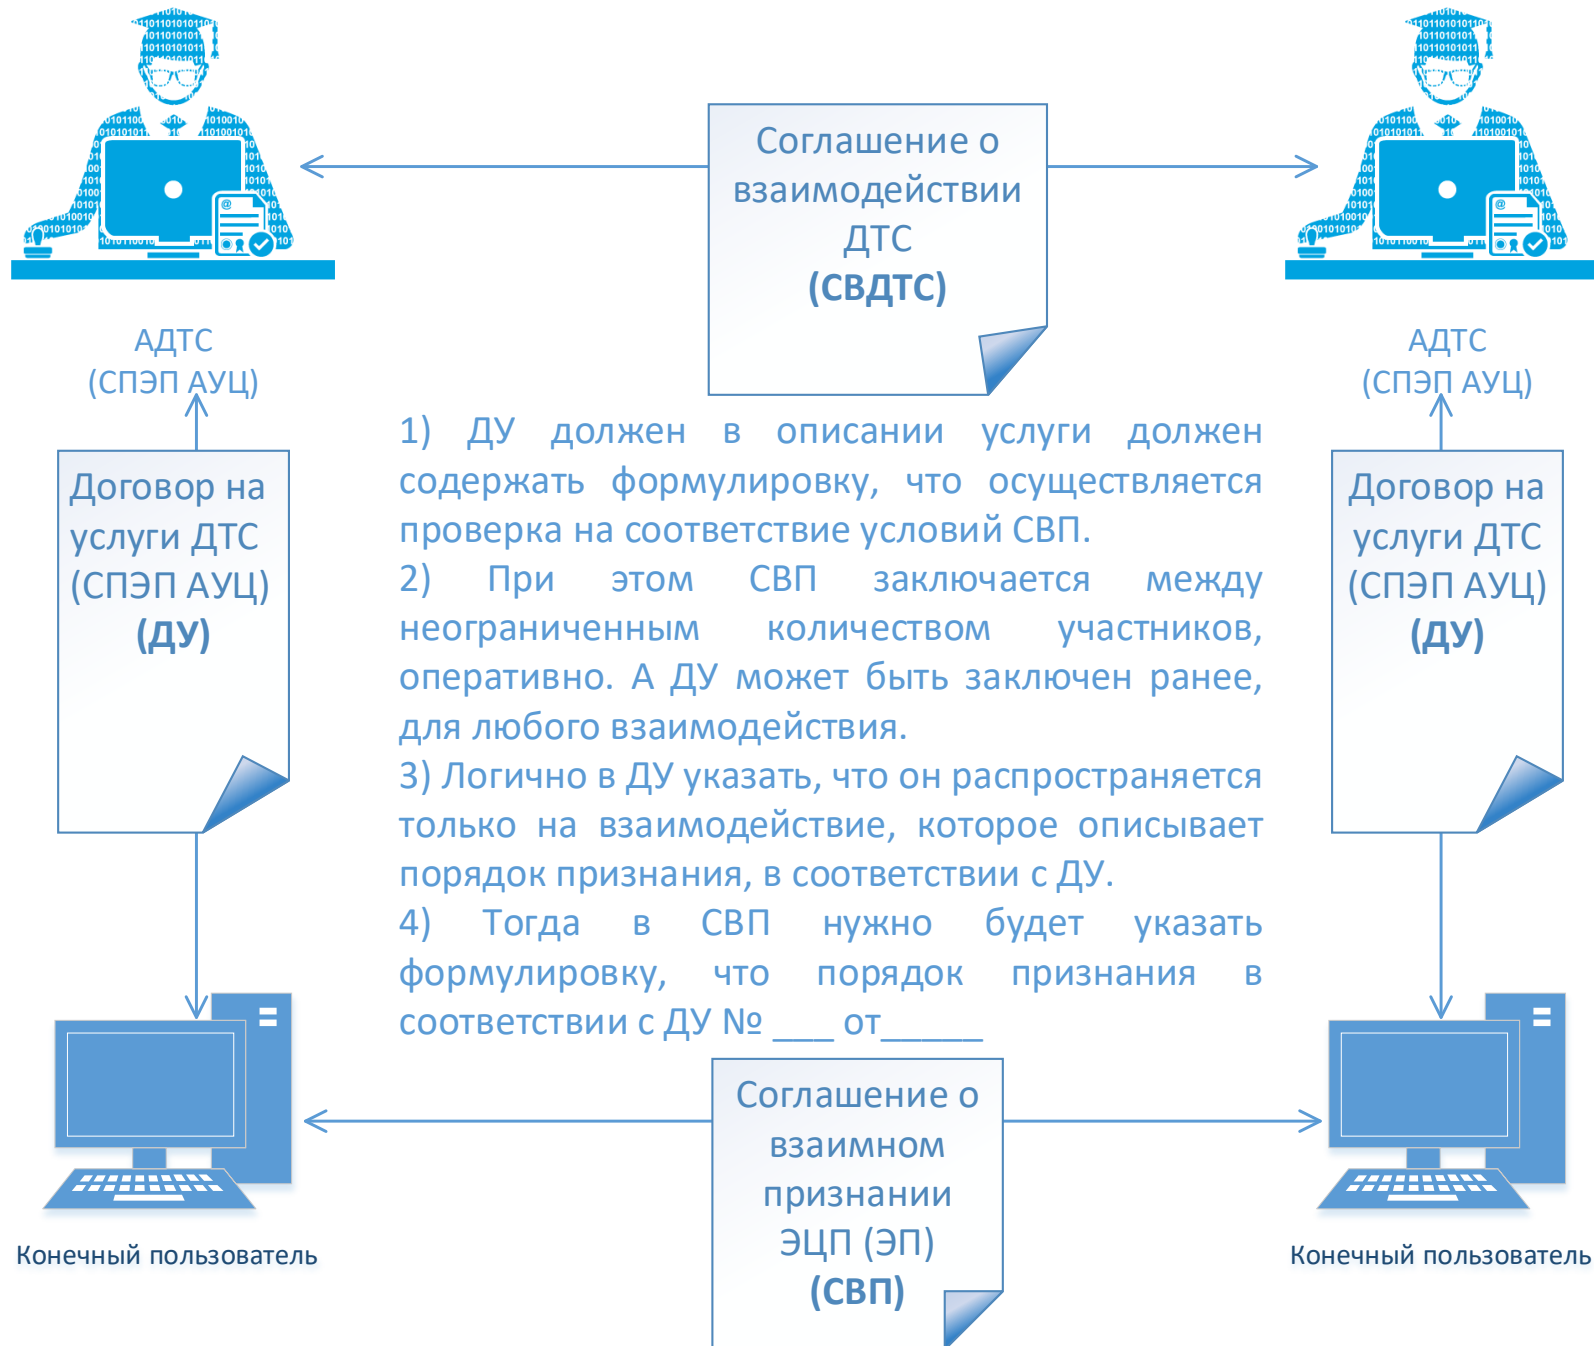 Соглашение о
взаимодействии
ДТС
(СВДТС)
АДТС
(СПЭП АУЦ)
АДТС
(СПЭП АУЦ)
Договор на
услуги ДТС
(СПЭП АУЦ)
(ДУ)
1) ДУ должен в описании услуги должен
содержать формулировку, что осуществляется
проверка на соответствие условий СВП.
2) При этом СВП заключается между
неограниченным количеством участников,
оперативно. А ДУ может быть заключен ранее,
для любого взаимодействия.
3) Логично в ДУ указать, что он распространяется
только на взаимодействие, которое описывает
порядок признания, в соответствии с ДУ.
4) Тогда в СВП нужно будет указать
формулировку, что порядок признания в
соответствии с ДУ № ___ от_____
Договор на
услуги ДТС
(СПЭП АУЦ)
(ДУ)
Конечный пользователь
Соглашение о
взаимном
признании
ЭЦП (ЭП)
(СВП)
Конечный пользователь